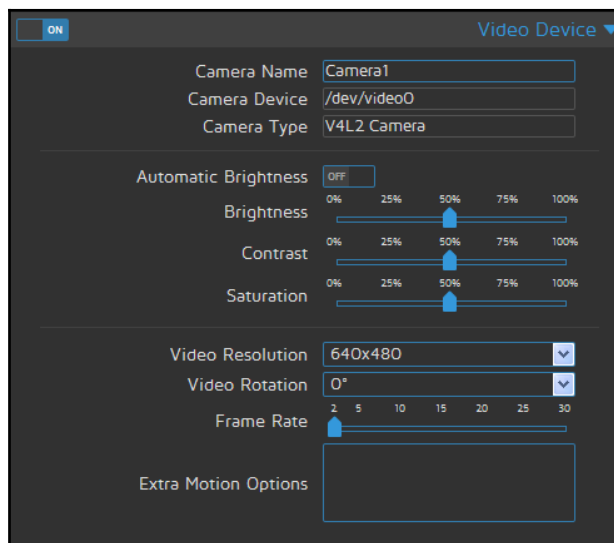 ON Video Device
Camera Name Camera1
Camera Device /dev/video0
Camera Type V4L2 Camera
Automatic Brightness OFF
0% 25% 50% 75% 100%
Brightness
0% 25% 50% 75% 100%
Contrast
0% 25% 50% 75% 100%
Saturation
Video Resolution 640x480
Video Rotation 0°
2 5 10 15 20 25 30
Frame Rate
Extra Motion Options